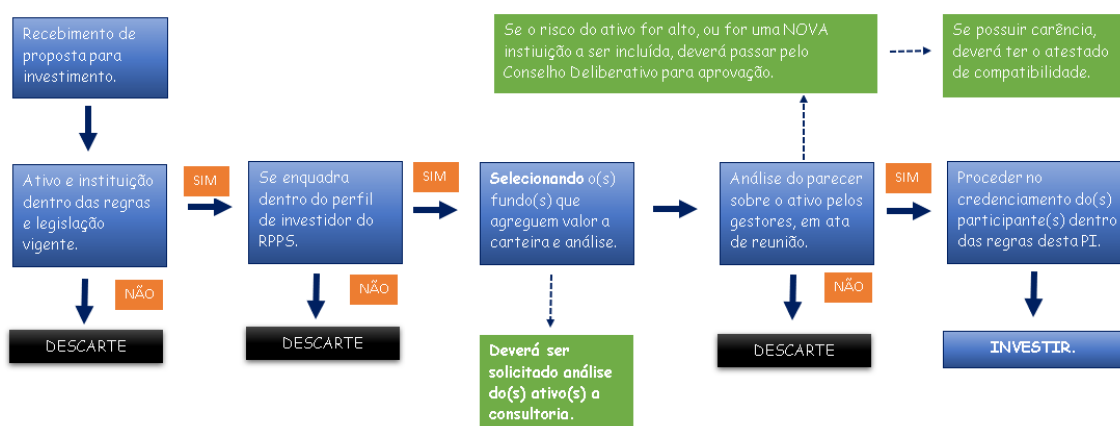 Recebimento de
proposta para
investimento.
Se o risco do ativo for alto, ou for uma NOVA
instiuição a ser incluída, deverá passar pelo
Conselho Deliberativo para aprovação.
Se possuir carência,
deverá ter o atestado
de compatibilidade.
Ativo e instituição
dentro das regras
e legislação
vigente.
SIM
Se enquadra
dentro do perfil
de investidor do
RPPS.
SIM
Selecionando o(s)
fundo(s) que
agreguem valor a
carteira e análise.
Análise do parecer
sobre o ativo pelos
gestores, em ata
de reunião.
SIM
Proceder no
credenciamento do(s)
participante(s) dentro
das regras desta PI.
NÃO
NÃO
NÃO
DESCARTE
DESCARTE
Deverá ser
solicitado análise
do(s) ativo(s) a
consultoria.
DESCARTE
INVESTIR.